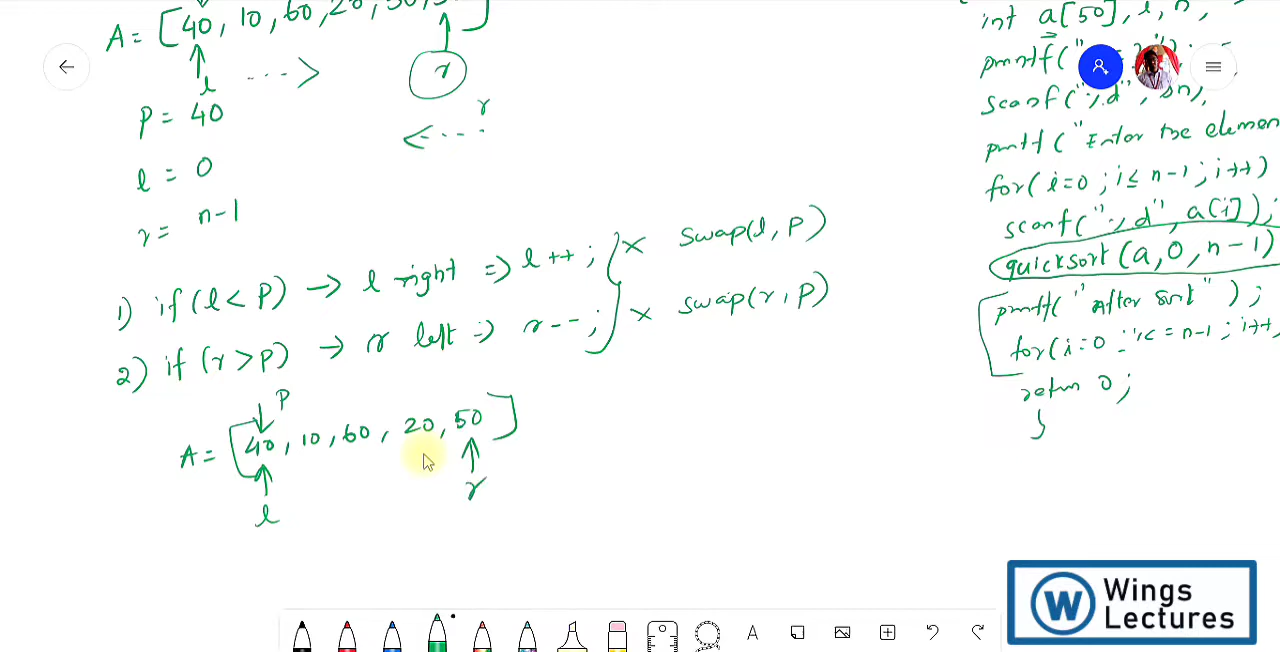 A = [40, 10, 60, 20, 50, ]
l
r
r
P = 40
l = 0
r = n-1
1) if (l < P) → l right => l++; × swap(l, P)
2) if (r > P) → r left => r--; × swap(r, P)
P
A = [40, 10, 60, 20, 50]
l
r
int a[50], i, n,
printf("
scanf("%d", &n);
printf("Enter the elemen
for(i=0; i≤n-1; i++)
scanf("%d", a[i]);
quicksort(a, 0, n-1)
printf("After sort");
for(i=0; i<=n-1; i++)
return 0;
}
A
W Wings
Lectures